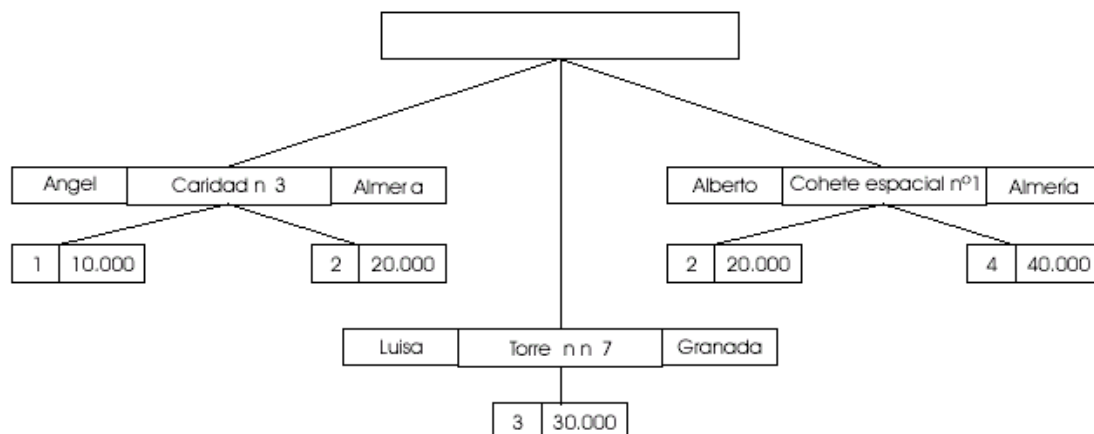 Angel Caridad n 3 Almer a Alberto Cohete espacial nº1 Almería
1 10.000 2 20.000 2 20.000 4 40.000
Luisa Torre n n 7 Granada
3 30.000